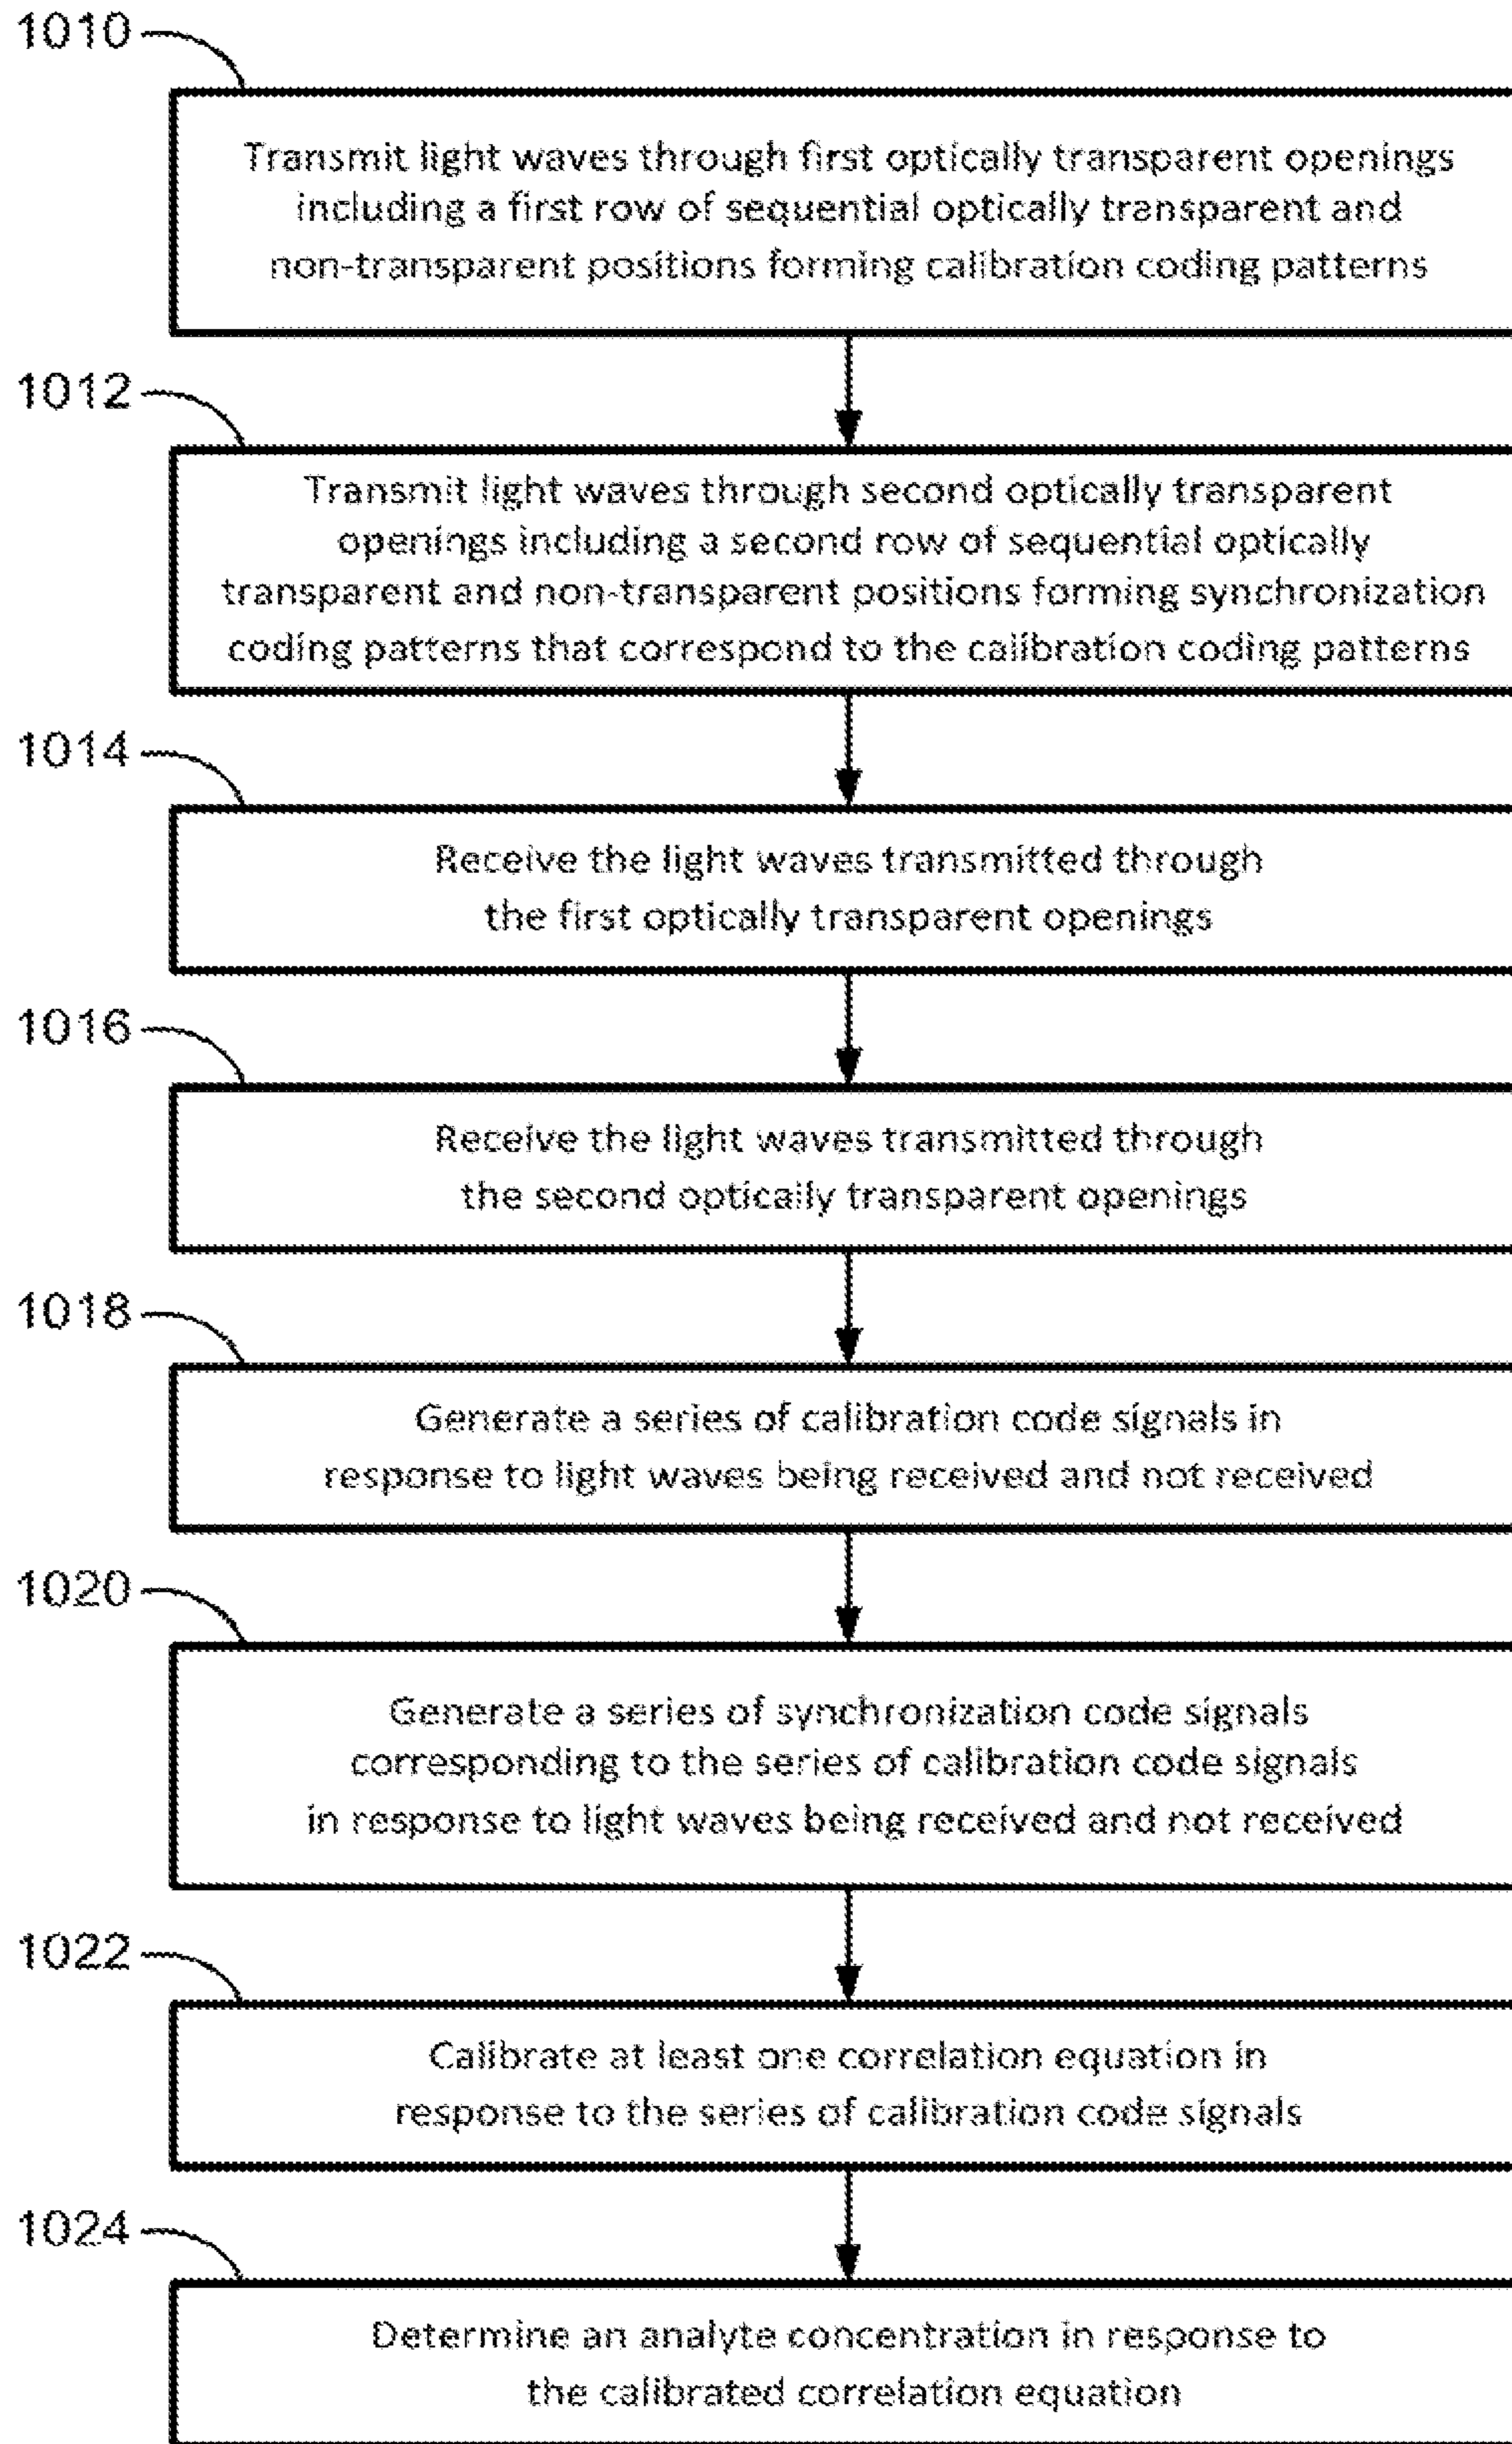 1010
Transmit light waves through first optically transparent openings
including a first row of sequential optically transparent and
non-transparent positions forming calibration coding patterns
1012
Transmit light waves through second optically transparent
openings including a second row of sequential optically
transparent and non-transparent positions forming synchronization
coding patterns that correspond to the calibration coding patterns
1014
Receive the light waves transmitted through
the first optically transparent openings
1016
Receive the light waves transmitted through
the second optically transparent openings
1018
Generate a series of calibration code signals in
response to light waves being received and not received
1020
Generate a series of synchronization code signals
corresponding to the series of calibration code signals
in response to light waves being received and not received
1022
Calibrate at least one correlation equation in
response to the series of calibration code signals
1024
Determine an analyte concentration in response to
the calibrated correlation equation